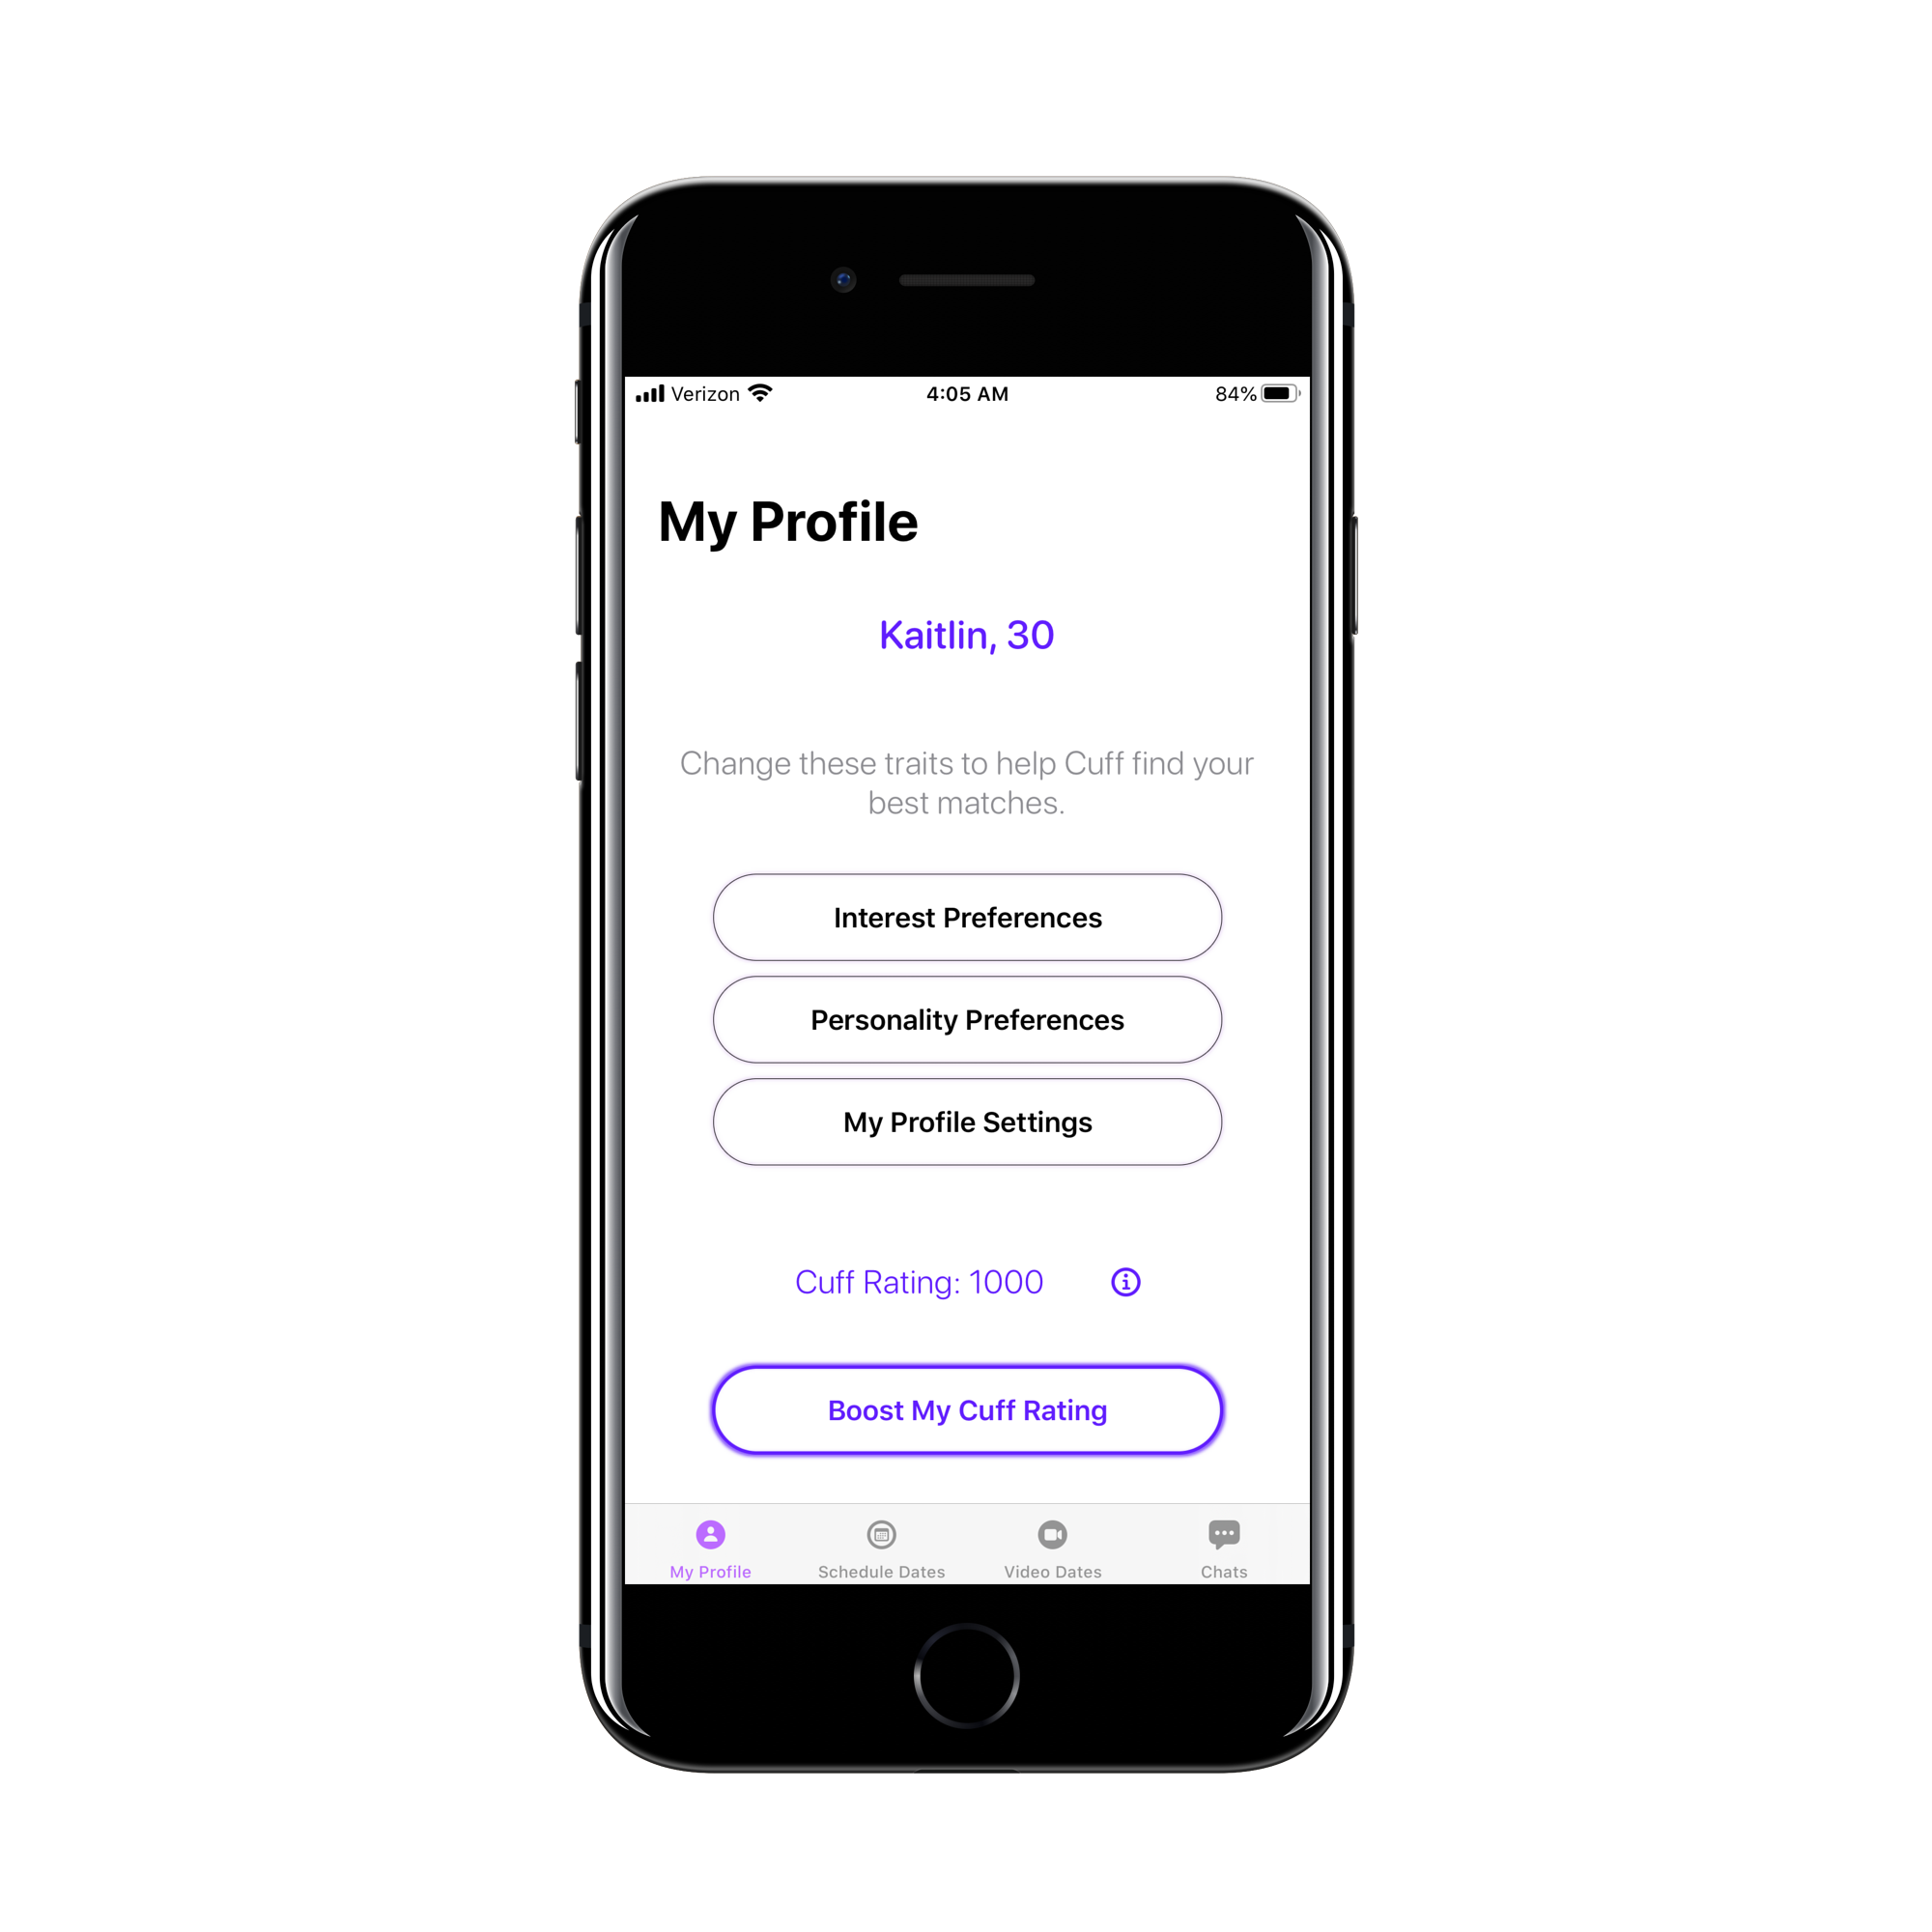 Verizon 4:05 AM 84%
My Profile
Kaitlin, 30
Change these traits to help Cuff find your
best matches.
Interest Preferences
Personality Preferences
My Profile Settings
Cuff Rating: 1000
Boost My Cuff Rating
My Profile Schedule Dates Video Dates Chats